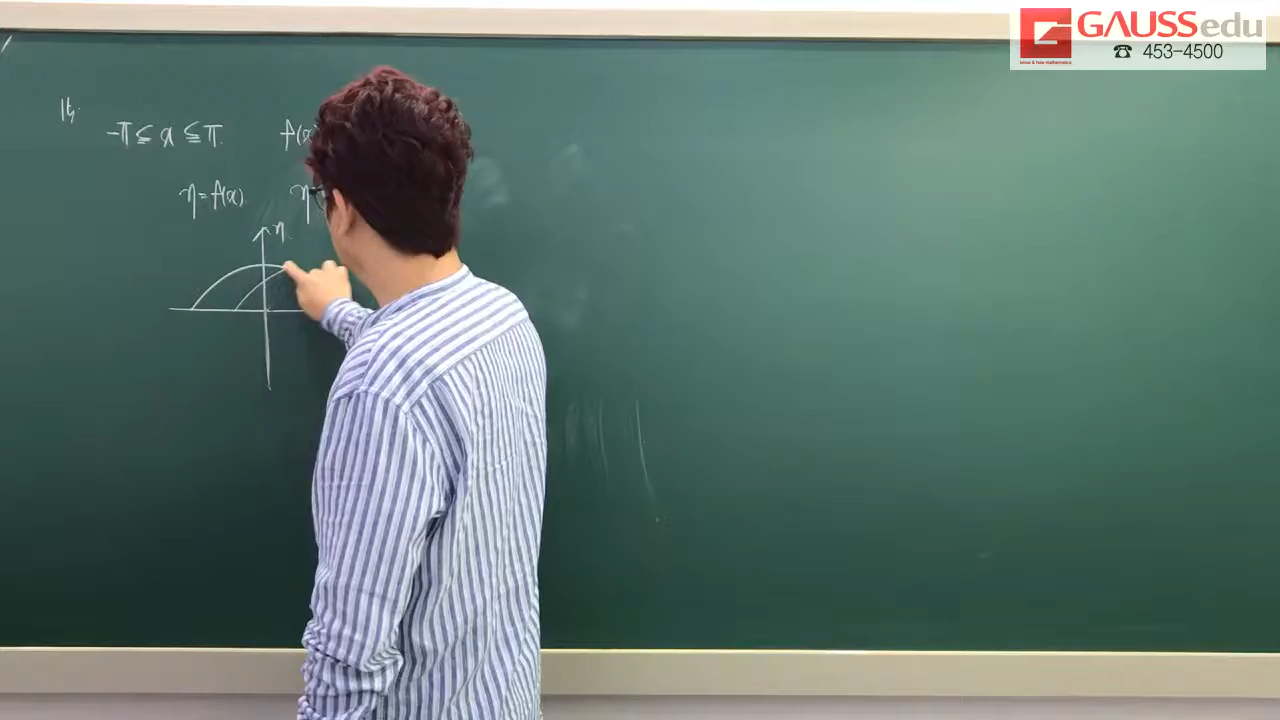 GAUSSedu
☎ 453-4500
-π ≦ x ≦ π. f(x
y = f(x). y
y